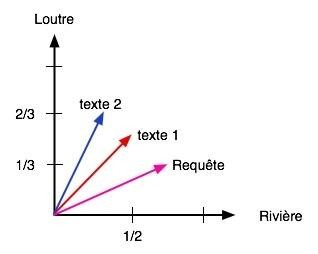 Loutre
2/3
texte 2
texte 1
1/3
Requête
Rivière
1/2